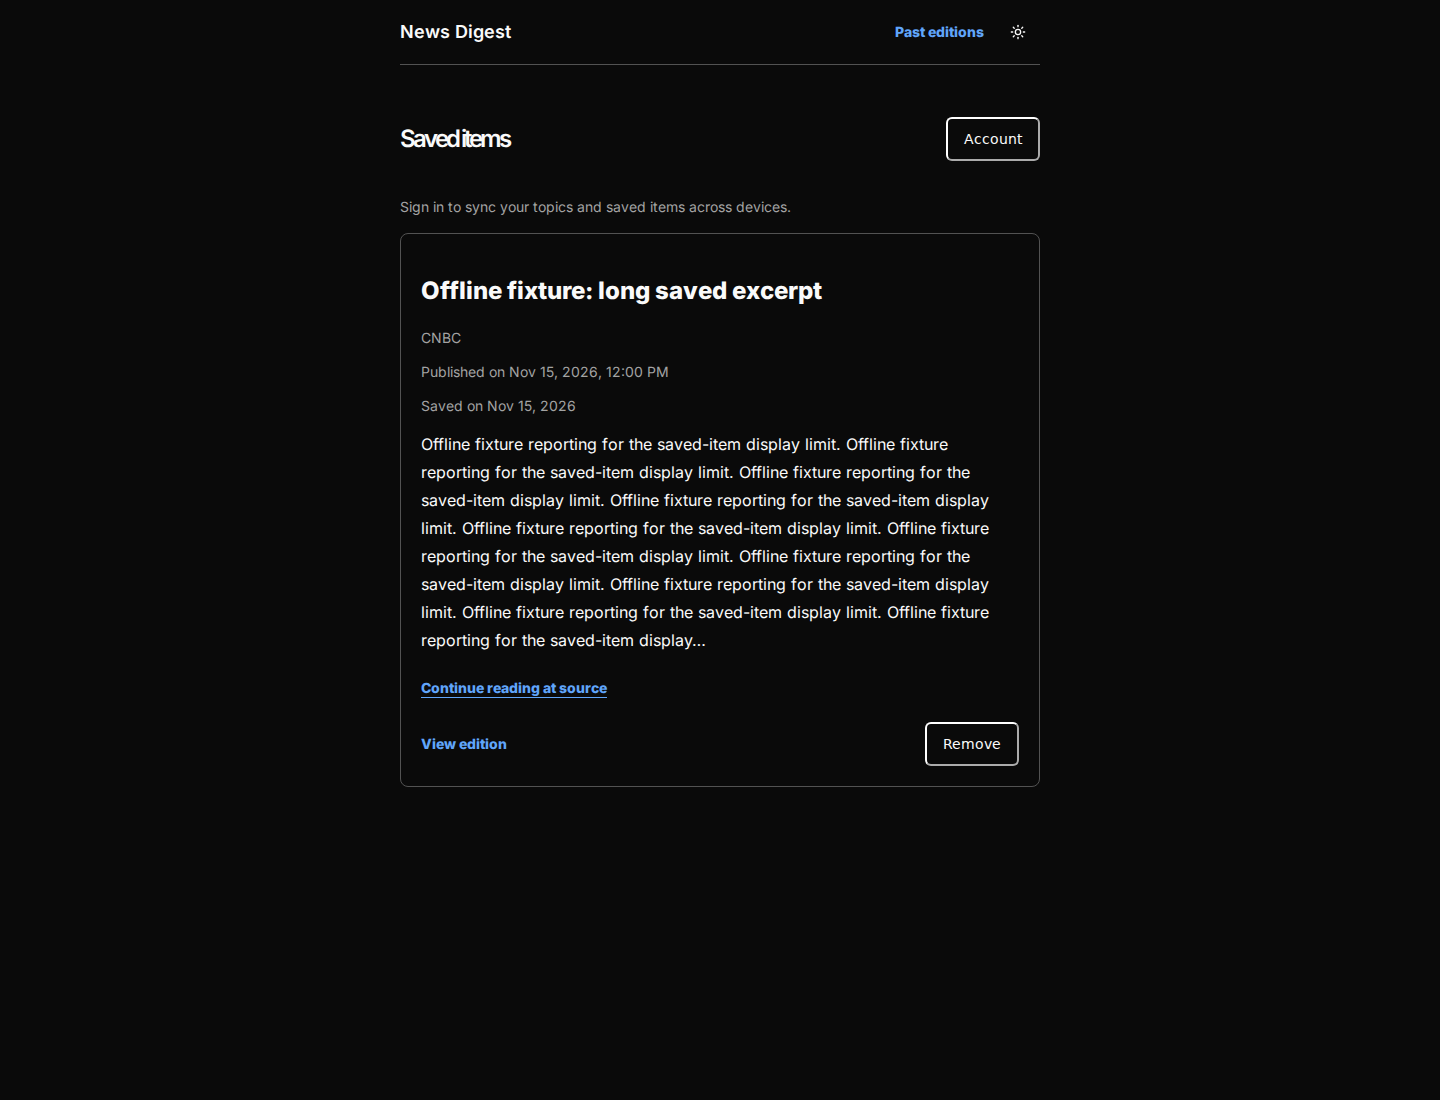 News Digest
Past editions
Saved items
Account
Sign in to sync your topics and saved items across devices.
Offline fixture: long saved excerpt
CNBC
Published on Nov 15, 2026, 12:00 PM
Saved on Nov 15, 2026
Offline fixture reporting for the saved-item display limit. Offline fixture
reporting for the saved-item display limit. Offline fixture reporting for the
saved-item display limit. Offline fixture reporting for the saved-item display
limit. Offline fixture reporting for the saved-item display limit. Offline fixture
reporting for the saved-item display limit. Offline fixture reporting for the
saved-item display limit. Offline fixture reporting for the saved-item display
limit. Offline fixture reporting for the saved-item display limit. Offline fixture
reporting for the saved-item display…
Continue reading at source
View edition
Remove